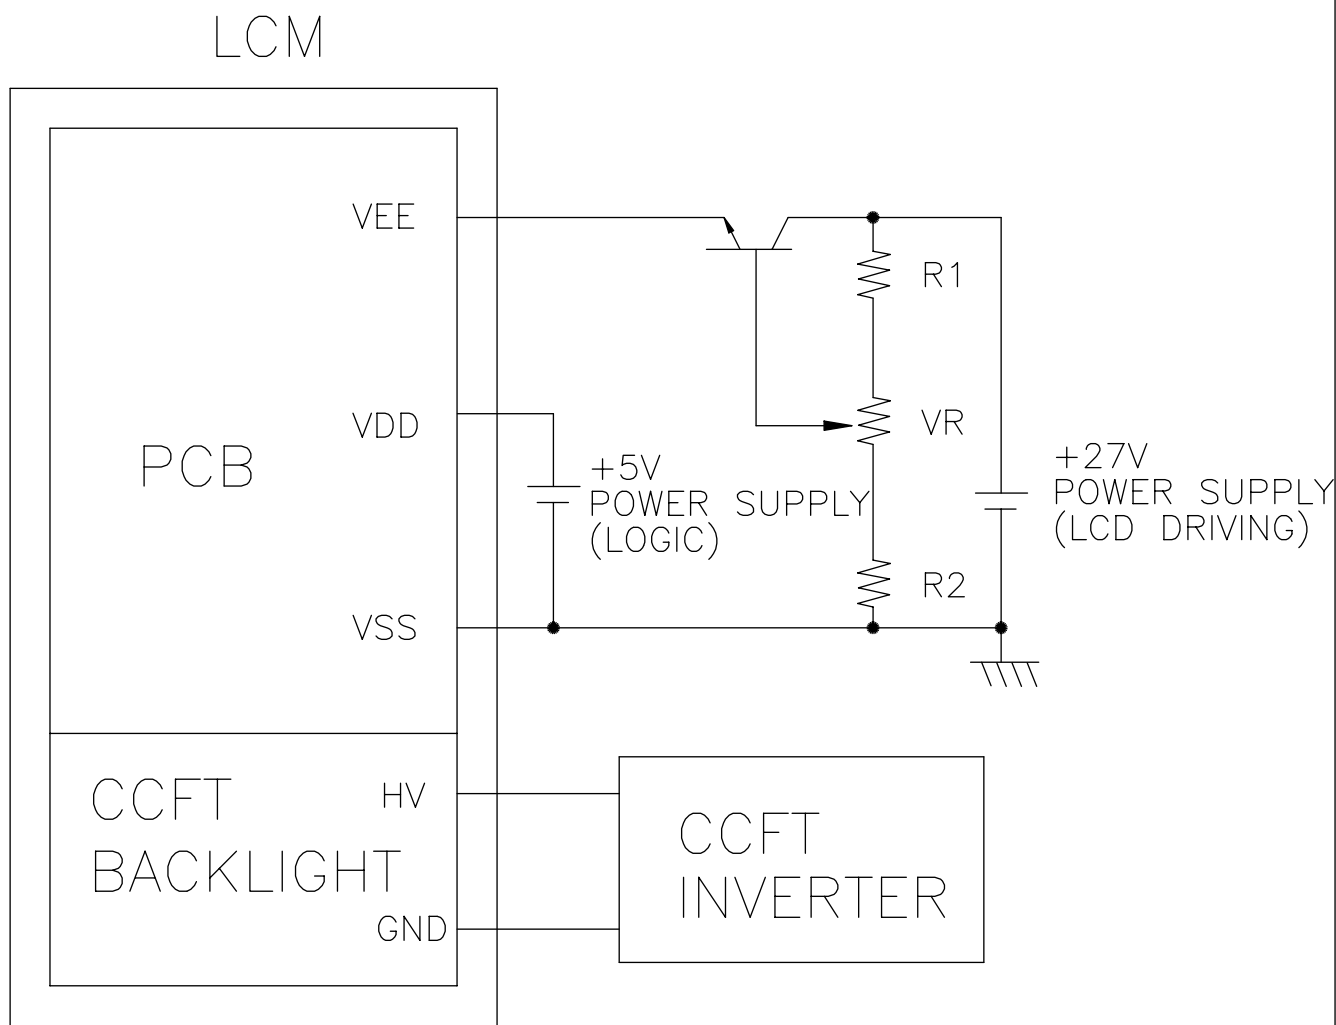 LCM
VEE
R1
VDD
VR
PCB
+5V
POWER SUPPLY
(LOGIC)
+27V
POWER SUPPLY
(LCD DRIVING)
R2
VSS
CCFT
BACKLIGHT
HV
GND
CCFT
INVERTER